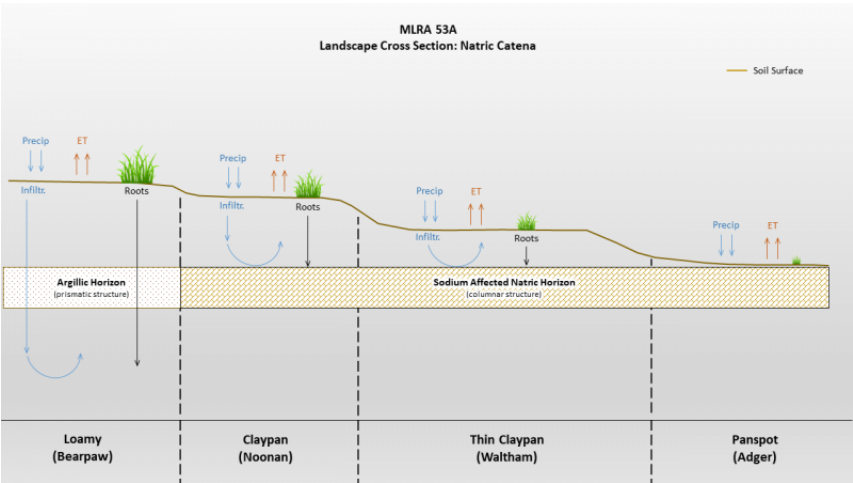 MLRA 53A
Landscape Cross Section: Natric Catena
Soil Surface
Precip
ET
Infiltr.
Roots
Precip
ET
Infiltr.
Roots
Precip
ET
Infiltr.
Roots
Precip
ET
Argillic Horizon
(prismatic structure)
Sodium Affected Natric Horizon
(columnar structure)
Loamy
(Bearpaw)
Claypan
(Noonan)
Thin Claypan
(Waltham)
Panspot
(Adger)